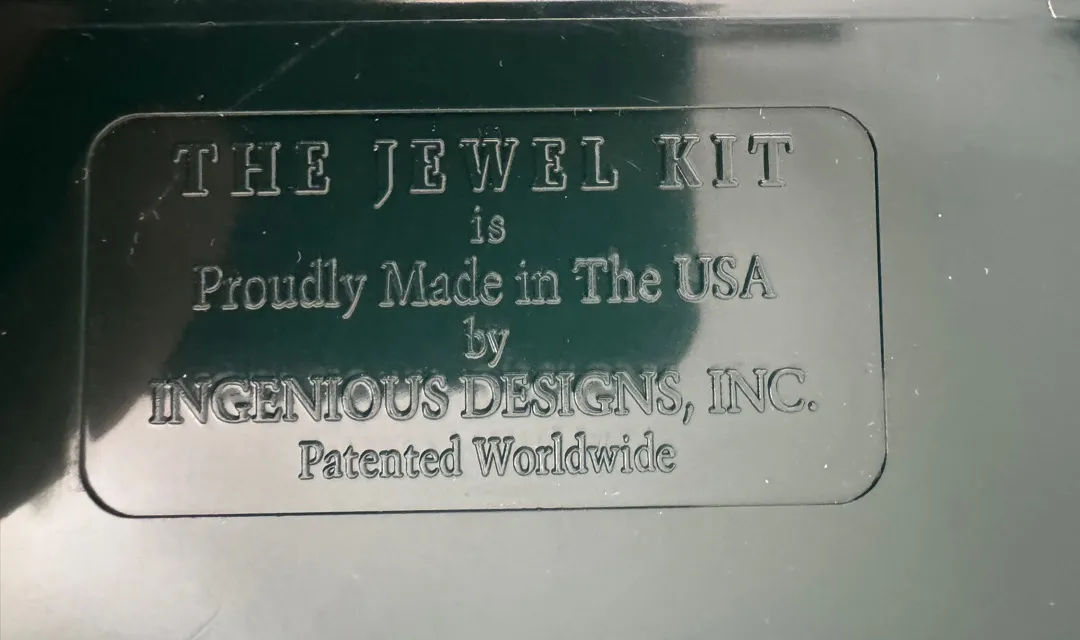 THE JEWEL KIT
is
Proudly Made in The USA
by
INGENIOUS DESIGNS, INC.
Patented Worldwide